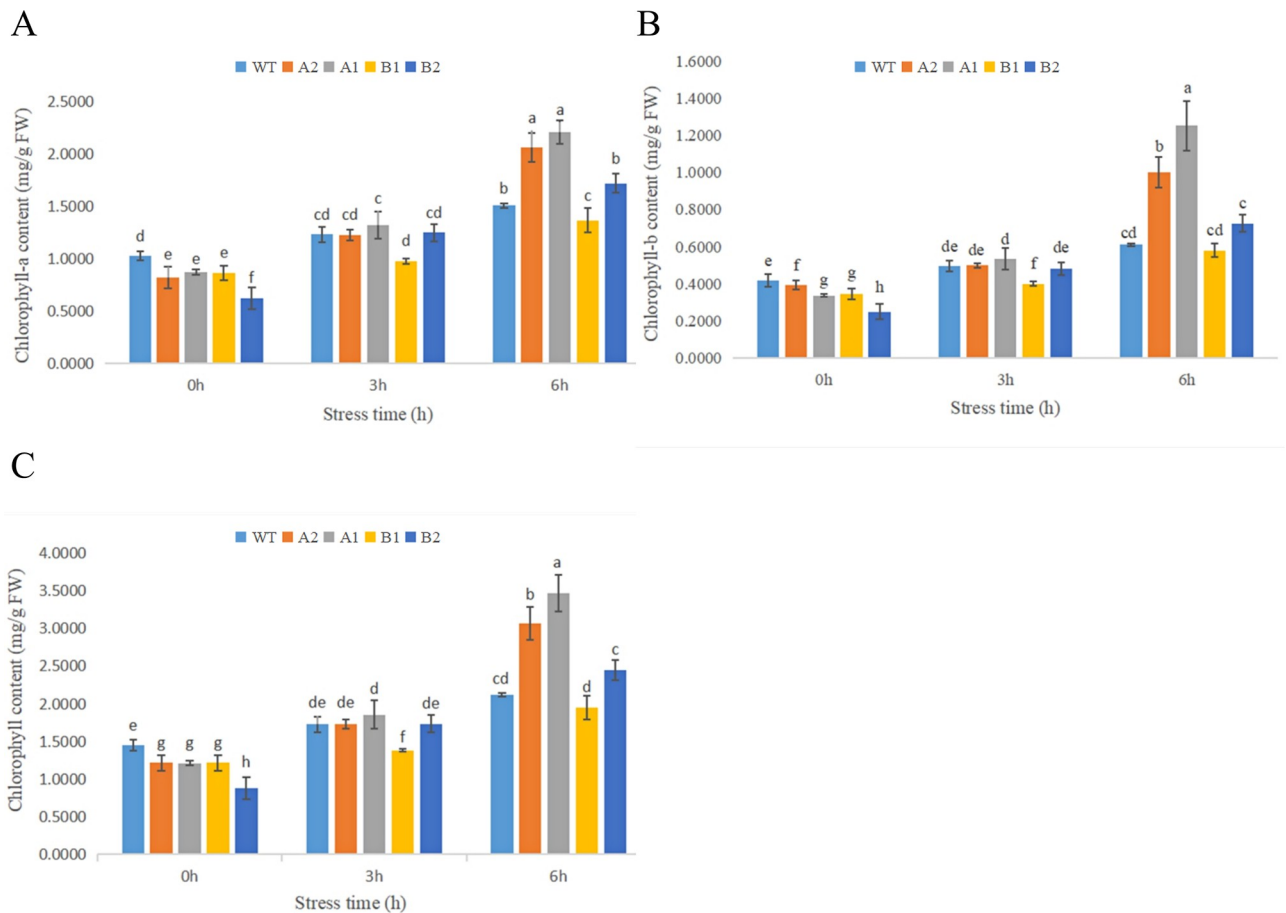 A
WT A2 A1 B1 B2
Chlorophyll-a content (mg/g FW)
2.5000
2.0000
1.5000
1.0000
0.5000
0.0000
d e e e f
cd cd c d cd
b a a c b
0h 3h 6h
Stress time (h)
B
WT A2 A1 B1 B2
Chlorophyll-b content (mg/g FW)
1.6000
1.4000
1.2000
1.0000
0.8000
0.6000
0.4000
0.2000
0.0000
e f g g h
de de d f de
cd b a cd c
0h 3h 6h
Stress time (h)
C
WT A2 A1 B1 B2
Chlorophyll content (mg/g FW)
4.0000
3.5000
3.0000
2.5000
2.0000
1.5000
1.0000
0.5000
0.0000
e g g g h
de de d f de
cd b a d c
0h 3h 6h
Stress time (h)